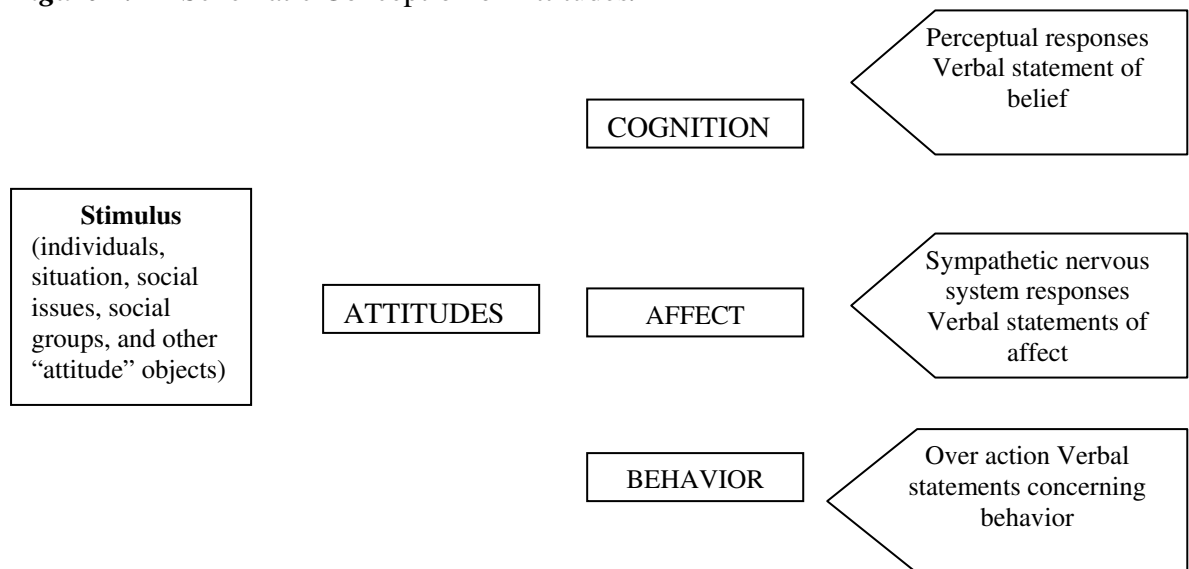 Perceptual responses
Verbal statement of
belief
COGNITION
Stimulus
(individuals,
situation, social
issues, social
groups, and other
“attitude” objects)
ATTITUDES
AFFECT
Sympathetic nervous
system responses
Verbal statements of
affect
BEHAVIOR
Over action Verbal
statements concerning
behavior